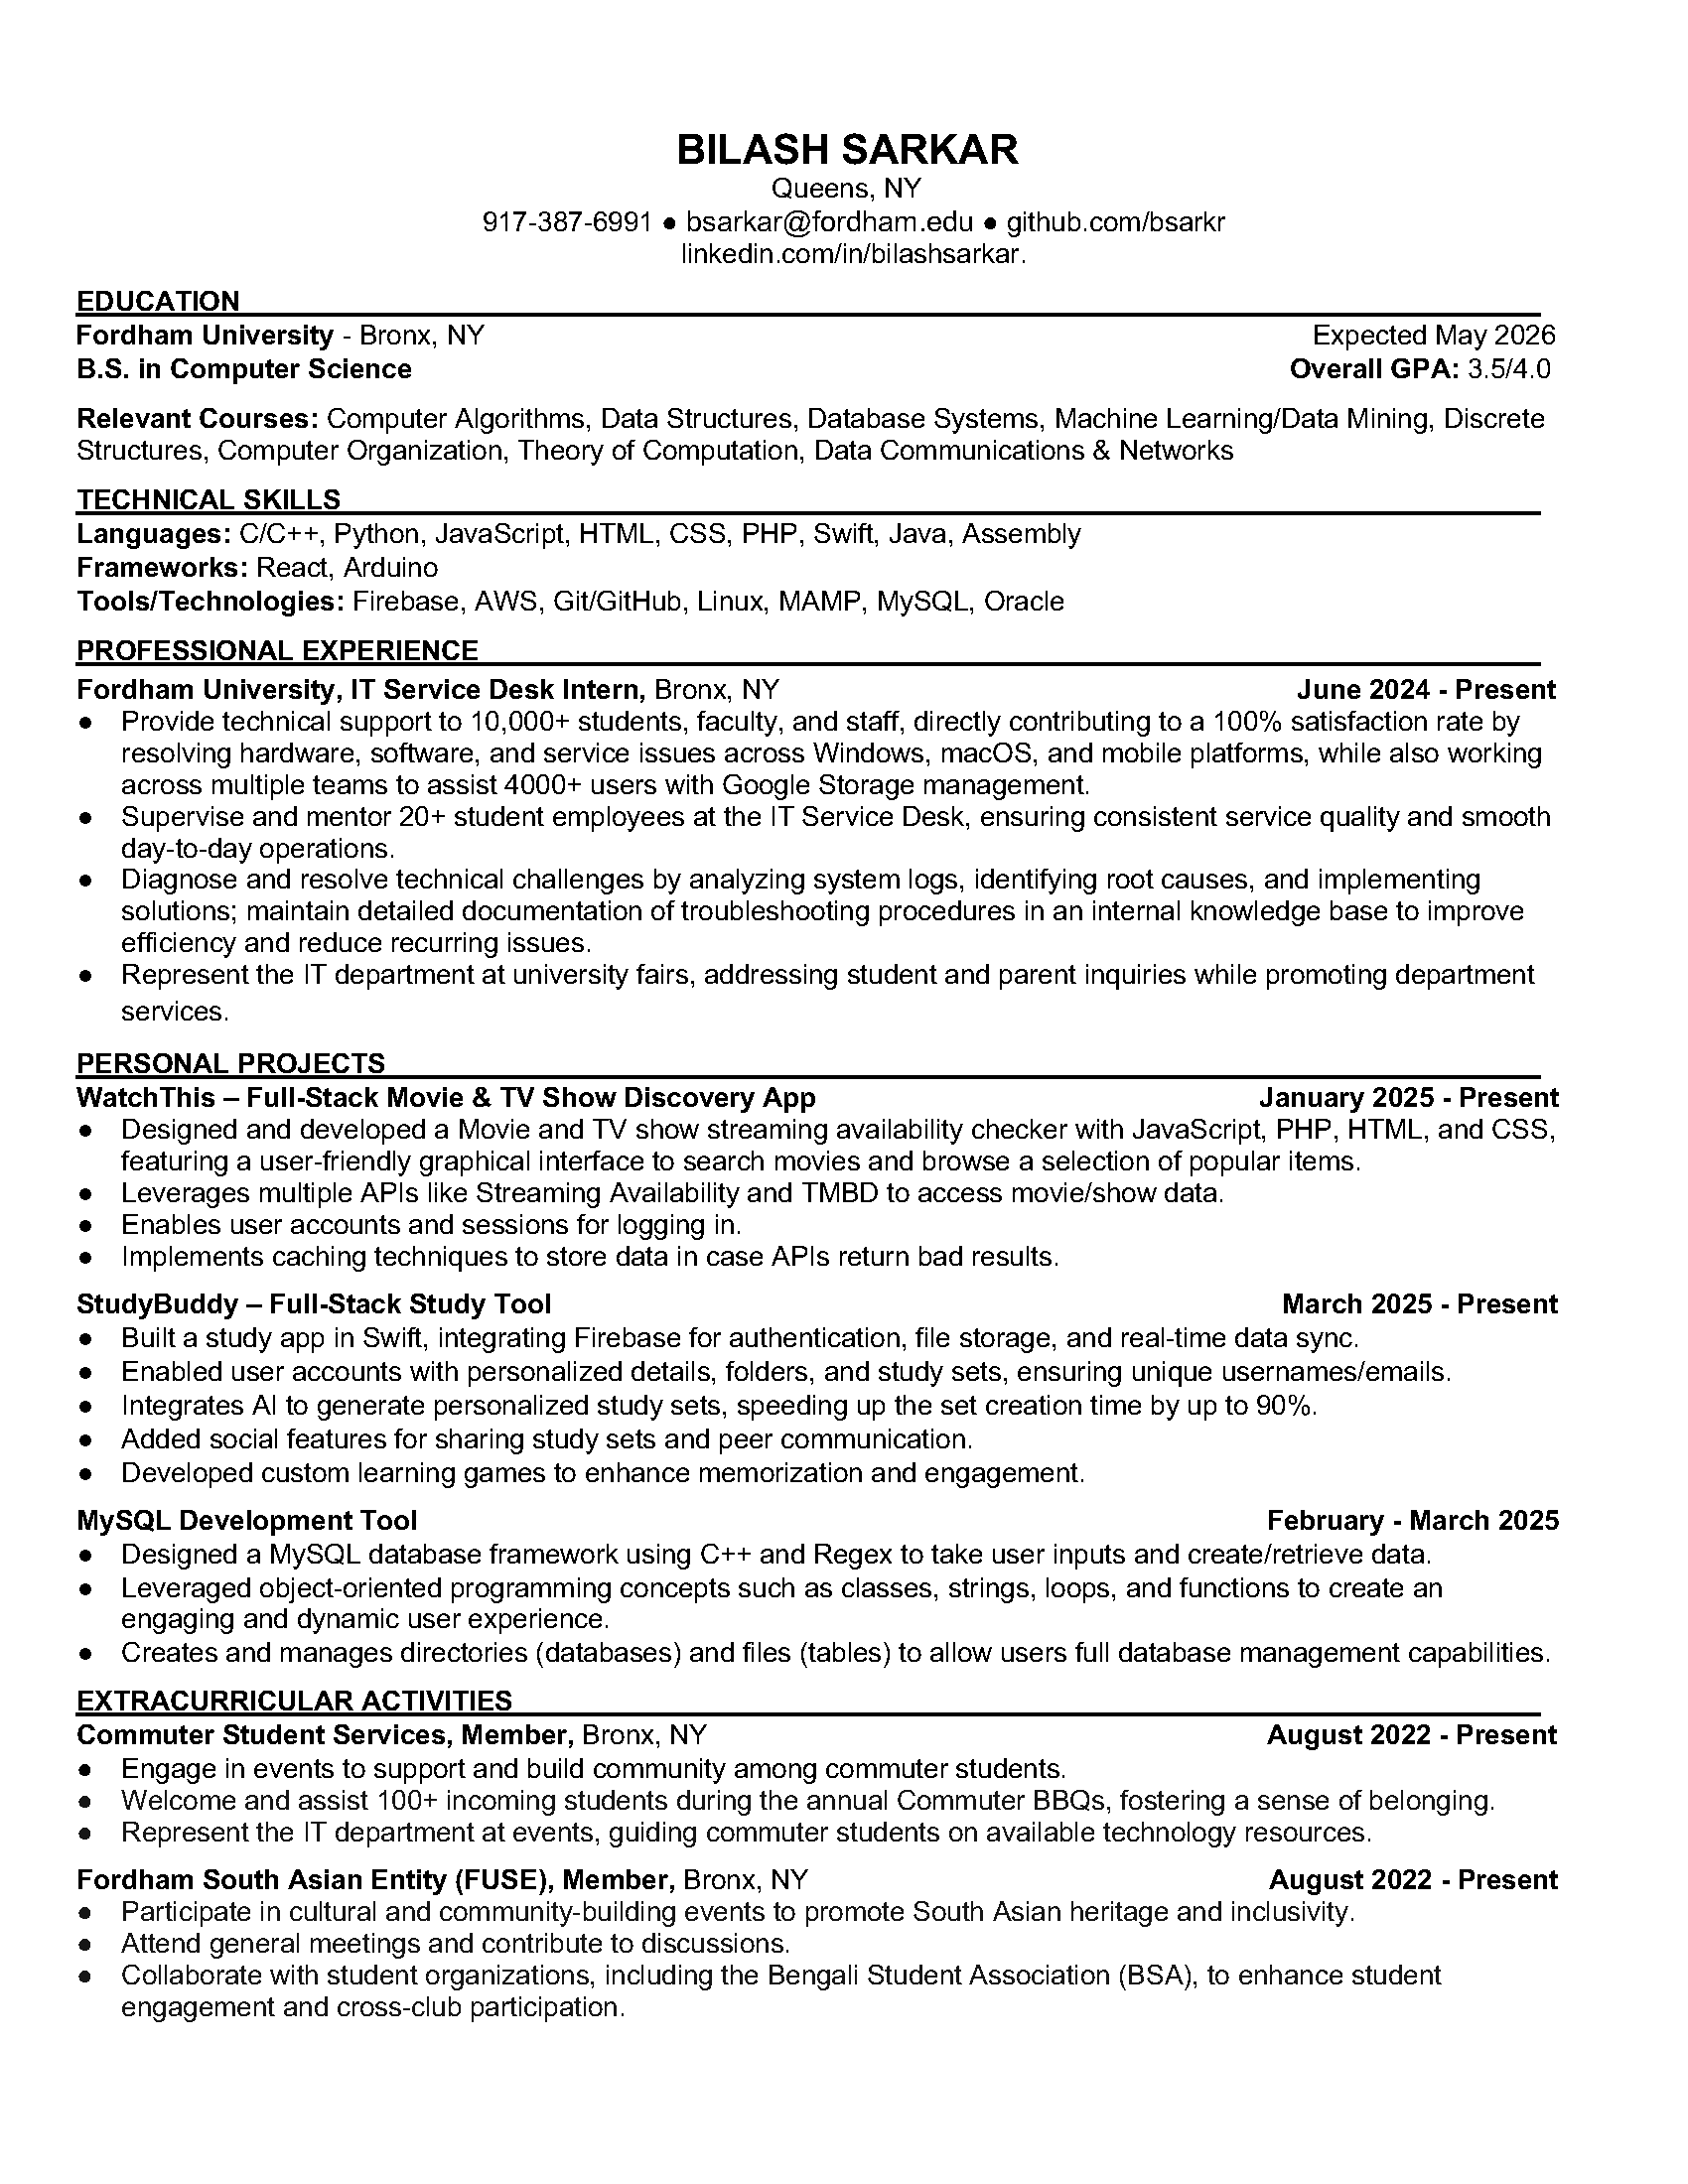 BILASH SARKAR
Queens, NY
917-387-6991 ● bsarkar@fordham.edu ● github.com/bsarkr
linkedin.com/in/bilashsarkar.
EDUCATION
Fordham University - Bronx, NY Expected May 2026
B.S. in Computer Science Overall GPA: 3.5/4.0
Relevant Courses: Computer Algorithms, Data Structures, Database Systems, Machine Learning/Data Mining, Discrete
Structures, Computer Organization, Theory of Computation, Data Communications & Networks
TECHNICAL SKILLS
Languages: C/C++, Python, JavaScript, HTML, CSS, PHP, Swift, Java, Assembly
Frameworks: React, Arduino
Tools/Technologies: Firebase, AWS, Git/GitHub, Linux, MAMP, MySQL, Oracle
PROFESSIONAL EXPERIENCE
Fordham University, IT Service Desk Intern, Bronx, NY June 2024 - Present
● Provide technical support to 10,000+ students, faculty, and staff, directly contributing to a 100% satisfaction rate by
resolving hardware, software, and service issues across Windows, macOS, and mobile platforms, while also working
across multiple teams to assist 4000+ users with Google Storage management.
● Supervise and mentor 20+ student employees at the IT Service Desk, ensuring consistent service quality and smooth
day-to-day operations.
● Diagnose and resolve technical challenges by analyzing system logs, identifying root causes, and implementing
solutions; maintain detailed documentation of troubleshooting procedures in an internal knowledge base to improve
efficiency and reduce recurring issues.
● Represent the IT department at university fairs, addressing student and parent inquiries while promoting department
services.
PERSONAL PROJECTS
WatchThis – Full-Stack Movie & TV Show Discovery App January 2025 - Present
● Designed and developed a Movie and TV show streaming availability checker with JavaScript, PHP, HTML, and CSS,
featuring a user-friendly graphical interface to search movies and browse a selection of popular items.
● Leverages multiple APIs like Streaming Availability and TMBD to access movie/show data.
● Enables user accounts and sessions for logging in.
● Implements caching techniques to store data in case APIs return bad results.
StudyBuddy – Full-Stack Study Tool March 2025 - Present
● Built a study app in Swift, integrating Firebase for authentication, file storage, and real-time data sync.
● Enabled user accounts with personalized details, folders, and study sets, ensuring unique usernames/emails.
● Integrates AI to generate personalized study sets, speeding up the set creation time by up to 90%.
● Added social features for sharing study sets and peer communication.
● Developed custom learning games to enhance memorization and engagement.
MySQL Development Tool February - March 2025
● Designed a MySQL database framework using C++ and Regex to take user inputs and create/retrieve data.
● Leveraged object-oriented programming concepts such as classes, strings, loops, and functions to create an
engaging and dynamic user experience.
● Creates and manages directories (databases) and files (tables) to allow users full database management capabilities.
EXTRACURRICULAR ACTIVITIES
Commuter Student Services, Member, Bronx, NY August 2022 - Present
● Engage in events to support and build community among commuter students.
● Welcome and assist 100+ incoming students during the annual Commuter BBQs, fostering a sense of belonging.
● Represent the IT department at events, guiding commuter students on available technology resources.
Fordham South Asian Entity (FUSE), Member, Bronx, NY August 2022 - Present
● Participate in cultural and community-building events to promote South Asian heritage and inclusivity.
● Attend general meetings and contribute to discussions.
● Collaborate with student organizations, including the Bengali Student Association (BSA), to enhance student
engagement and cross-club participation.